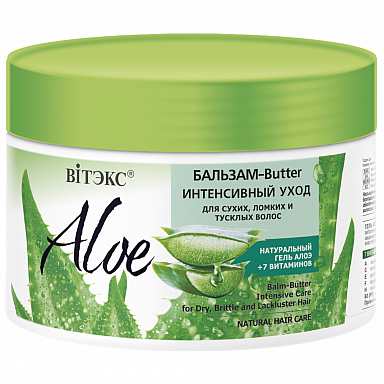 BIТЭКС®
Aloe
БАЛЬЗАМ-Butter
ИНТЕНСИВНЫЙ УХОД
ДЛЯ СУХИХ, ЛОМКИХ И
ТУСКЛЫХ ВОЛОС
НАТУРАЛЬНЫЙ
ГЕЛЬ АЛОЭ
+7 ВИТАМИНОВ
Balm-Butter
Intensive Care
for Dry, Brittle and Lackluster Hair
NATURAL HAIR CARE